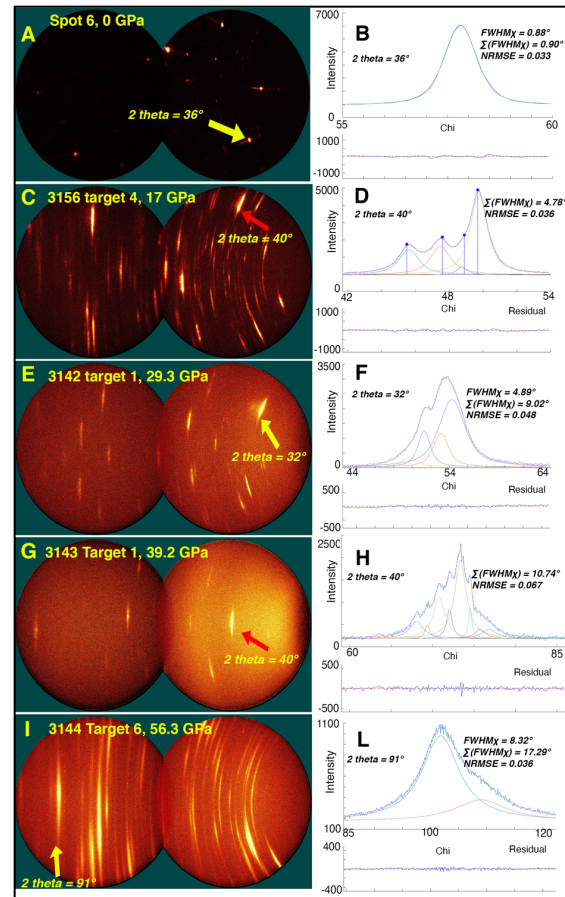 A
Spot 6, 0 GPa
2 theta = 36°
B
2 theta = 36°
FWHMχ = 0.88°
Σ(FWHMχ) = 0.90°
NRMSE = 0.033
7000
Intensity
1000
55
Chi
60
1000
-1000
C
3156 target 4, 17 GPa
2 theta = 40°
D
2 theta = 40°
Σ(FWHMχ) = 4.78°
NRMSE = 0.036
5000
Intensity
0
42
48
54
Chi
Residual
1000
-1000
E
3142 target 1, 29.3 GPa
2 theta = 32°
F
2 theta = 32°
FWHMχ = 4.89°
Σ(FWHMχ) = 9.02°
NRMSE = 0.048
3500
Intensity
0
44
54
64
Chi
Residual
500
-500
G
3143 Target 1, 39.2 GPa
2 theta = 40°
H
2 theta = 40°
Σ(FWHMχ) = 10.74°
NRMSE = 0.067
2500
Intensity
0
60
Chi
85
Residual
500
-500
I
3144 Target 6, 56.3 GPa
2 theta = 91°
L
2 theta = 91°
FWHMχ = 8.32°
Σ(FWHMχ) = 17.29°
NRMSE = 0.036
1100
Intensity
100
85
100
120
Chi
Residual
400
-400